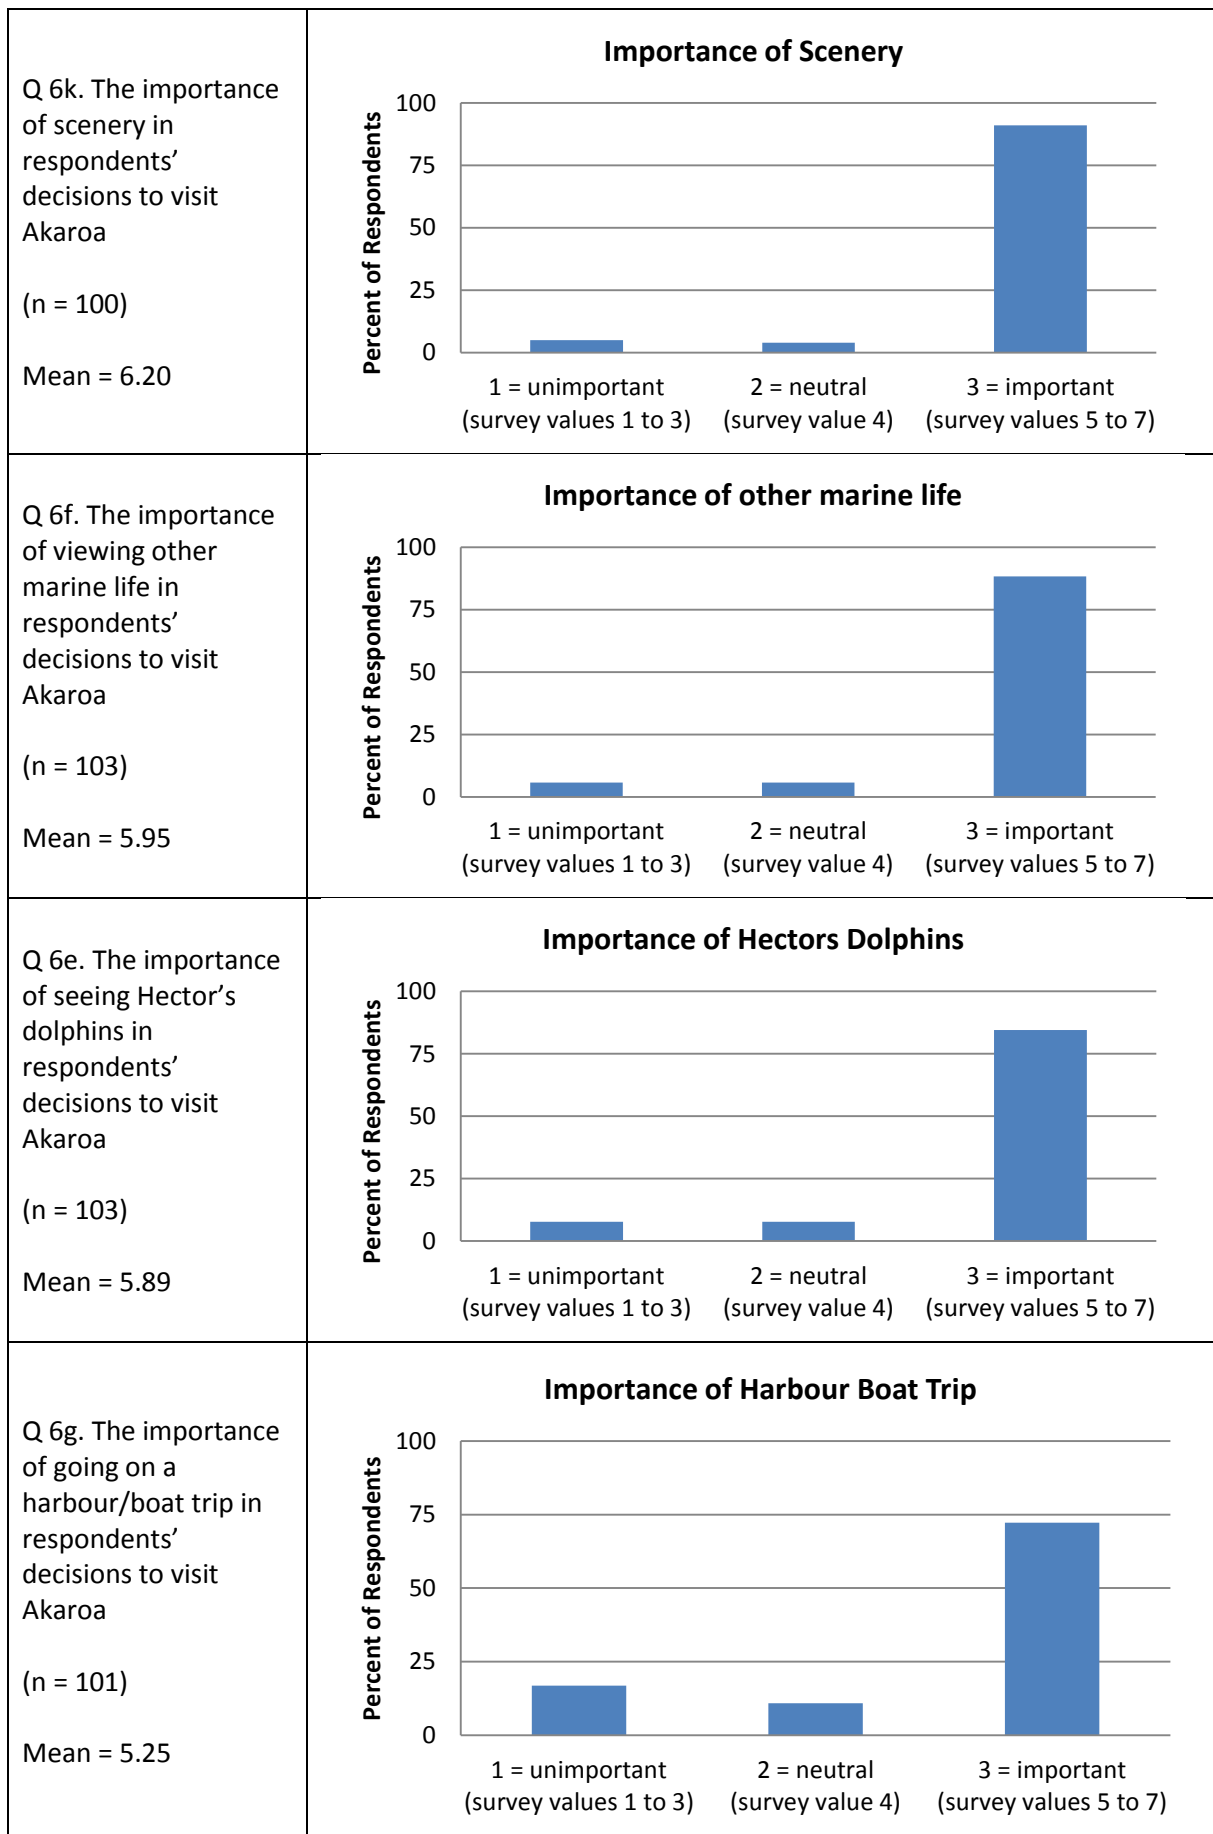 Q 6k. The importance
of scenery in
respondents'
decisions to visit
Akaroa
(n = 100)
Mean = 6.20
Importance of Scenery
Percent of Respondents
100
75
50
25
0
1 = unimportant
(survey values 1 to 3)
2 = neutral
(survey value 4)
3 = important
(survey values 5 to 7)
Q 6f. The importance
of viewing other
marine life in
respondents'
decisions to visit
Akaroa
(n = 103)
Mean = 5.95
Importance of other marine life
Percent of Respondents
100
75
50
25
0
1 = unimportant
(survey values 1 to 3)
2 = neutral
(survey value 4)
3 = important
(survey values 5 to 7)
Q 6e. The importance
of seeing Hector's
dolphins in
respondents'
decisions to visit
Akaroa
(n = 103)
Mean = 5.89
Importance of Hectors Dolphins
Percent of Respondents
100
75
50
25
0
1 = unimportant
(survey values 1 to 3)
2 = neutral
(survey value 4)
3 = important
(survey values 5 to 7)
Q 6g. The importance
of going on a
harbour/boat trip in
respondents'
decisions to visit
Akaroa
(n = 101)
Mean = 5.25
Importance of Harbour Boat Trip
Percent of Respondents
100
75
50
25
0
1 = unimportant
(survey values 1 to 3)
2 = neutral
(survey value 4)
3 = important
(survey values 5 to 7)